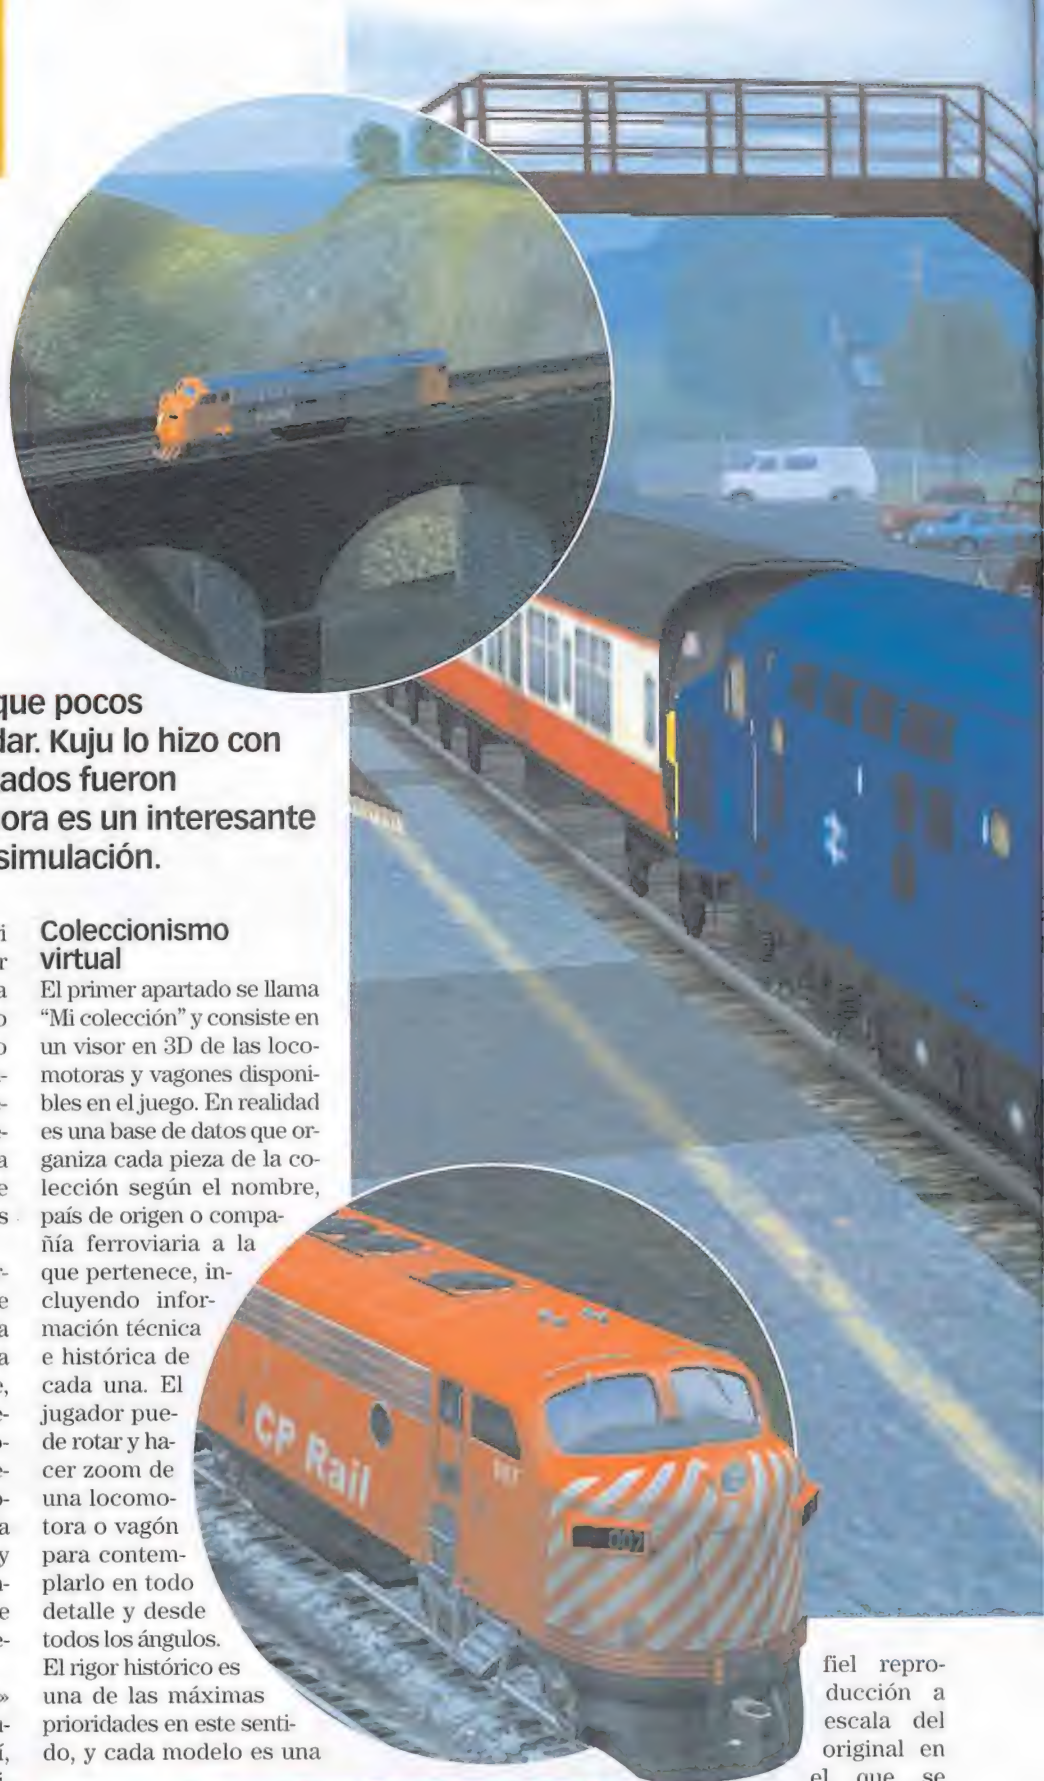 que pocos
dar. Kuju lo hizo con
ados fueron
ora es un interesante
simulación.
Coleccionismo
virtual
El primer apartado se llama
“Mi colección” y consiste en
un visor en 3D de las loco-
motoras y vagones disponi-
bles en el juego. En realidad
es una base de datos que or-
ganiza cada pieza de la co-
lección según el nombre,
país de origen o compa-
ñía ferroviaria a la
que pertenece, in-
cluyendo infor-
mación técnica
e histórica de
cada una. El
jugador pue-
de rotar y ha-
cer zoom de
una locomo-
tora o vagón
para contem-
plarlo en todo
detalle y desde
todos los ángulos.
El rigor histórico es
una de las máximas
prioridades en este senti-
do, y cada modelo es una
fiel repro-
ducción a
escala del
original en
el que se
CP Rail
007